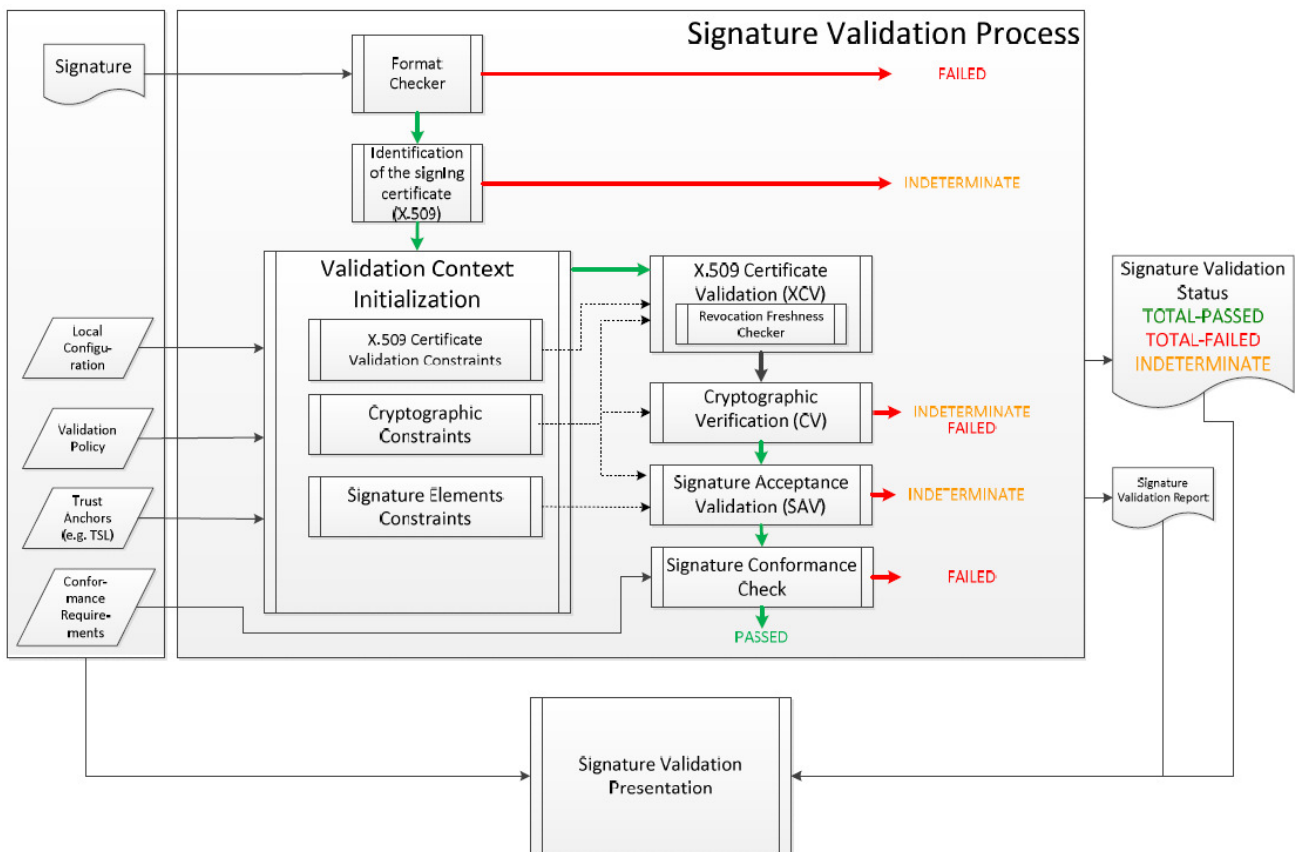 Signature Validation Process
Signature
Format
Checker
FAILED
Identification
of the signing
certificate
(X.509)
INDETERMINATE
Validation Context
Initialization
X.509 Certificate
Validation Constraints
Cryptographic
Constraints
Signature Elements
Constraints
Local
Configu-
ration
Validation
Policy
Trust
Anchors
(e.g. TSL)
Confor-
mance
Require-
ments
X.509 Certificate
Validation (XCV)
Revocation Freshness
Checker
Cryptographic
Verification (CV)
INDETERMINATE
FAILED
Signature Acceptance
Validation (SAV)
INDETERMINATE
Signature Conformance
Check
FAILED
PASSED
Signature Validation
Status
TOTAL-PASSED
TOTAL-FAILED
INDETERMINATE
Signature
Validation Report
Signature Validation
Presentation